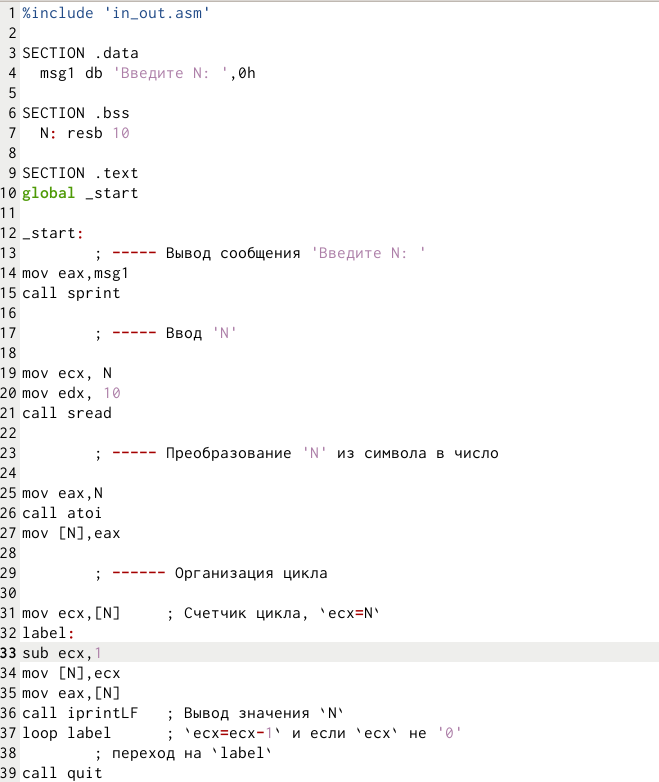 1 %include 'in_out.asm'
2
3 SECTION .data
4   msg1 db 'Введите N: ',0h
5
6 SECTION .bss
7   N: resb 10
8
9 SECTION .text
10 global _start
11
12 _start:
13         ; ----- Вывод сообщения 'Введите N: '
14 mov eax,msg1
15 call sprint
16
17         ; ----- Ввод 'N'
18
19 mov ecx, N
20 mov edx, 10
21 call sread
22
23         ; ----- Преобразование 'N' из символа в число
24
25 mov eax,N
26 call atoi
27 mov [N],eax
28
29         ; ------ Организация цикла
30
31 mov ecx,[N]     ; Счетчик цикла, `ecx=N`
32 label:
33 sub ecx,1
34 mov [N],ecx
35 mov eax,[N]
36 call iprintLF   ; Вывод значения `N`
37 loop label      ; `ecx=ecx-1` и если `ecx` не '0'
38         ; переход на `label`
39 call quit